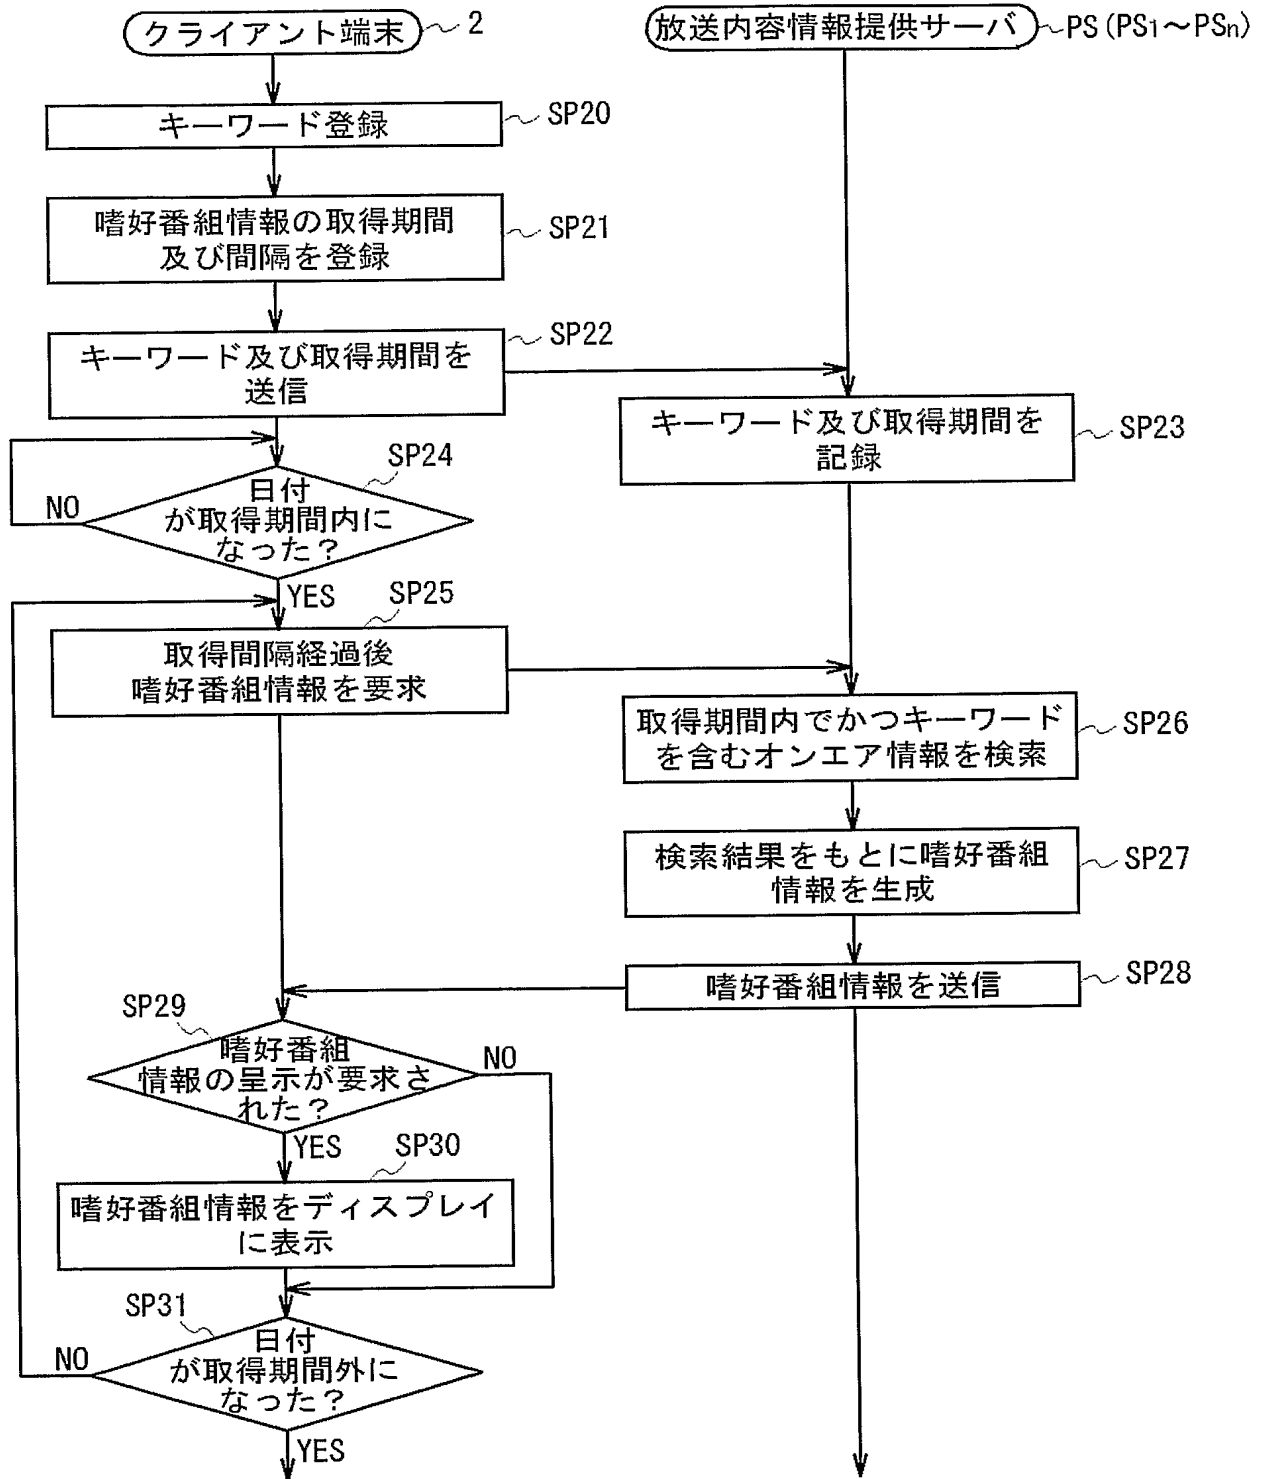 クライアント端末
2
放送内容情報提供サーバ
PS(PS1～PSn)
キーワード登録
SP20
嗜好番組情報の取得期間
及び間隔を登録
SP21
キーワード及び取得期間を
送信
SP22
キーワード及び取得期間を
記録
SP23
SP24
日付
が取得期間内に
なった？
NO
YES
SP25
取得間隔経過後
嗜好番組情報を要求
取得期間内でかつキーワード
を含むオンエア情報を検索
SP26
検索結果をもとに嗜好番組
情報を生成
SP27
嗜好番組情報を送信
SP28
SP29
嗜好番組
情報の呈示が要求さ
れた？
NO
YES
SP30
嗜好番組情報をディスプレイ
に表示
SP31
日付
が取得期間外に
なった？
NO
YES